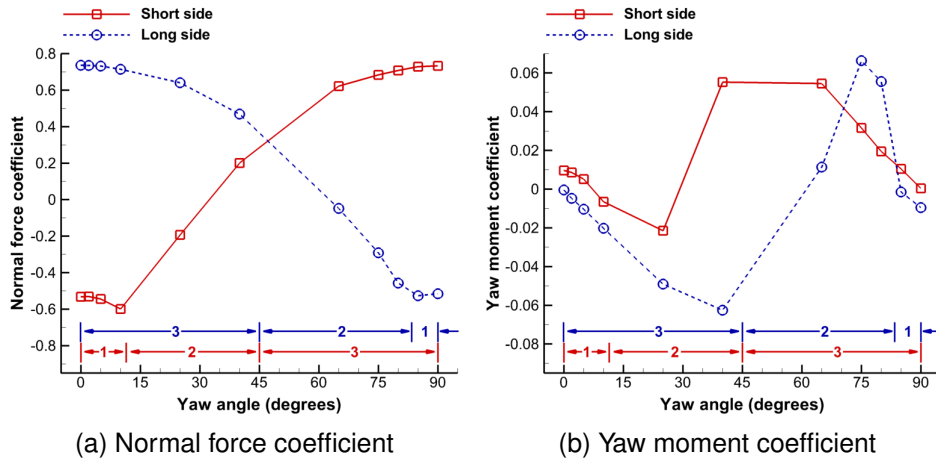 Short side
Long side
Normal force coefficient
0.8
0.6
0.4
0.2
0
-0.2
-0.4
-0.6
-0.8
3
2
1
1
2
3
0 15 30 45 60 75 90
Yaw angle (degrees)
(a) Normal force coefficient
Short side
Long side
Yaw moment coefficient
0.06
0.04
0.02
0
-0.02
-0.04
-0.06
-0.08
3
2
1
1
2
3
0 15 30 45 60 75 90
Yaw angle (degrees)
(b) Yaw moment coefficient